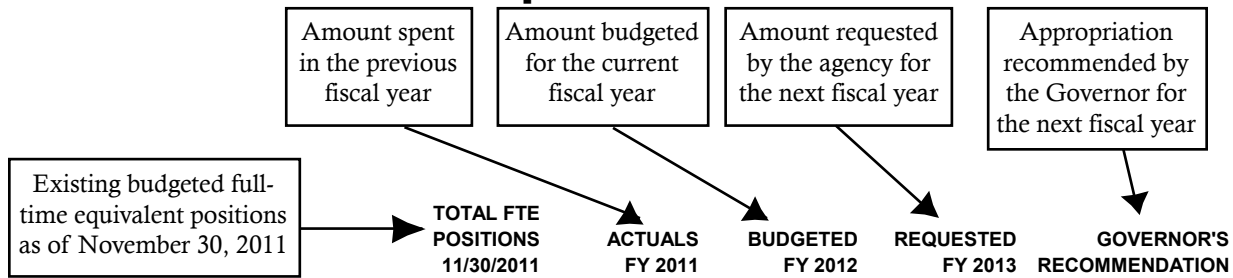 Amount spent
in the previous
fiscal year
Amount budgeted
for the current
fiscal year
Amount requested
by the agency for
the next fiscal year
Appropriation
recommended by
the Governor for
the next fiscal year
Existing budgeted full-
time equivalent positions
as of November 30, 2011
TOTAL FTE
POSITIONS
11/30/2011
ACTUALS
FY 2011
BUDGETED
FY 2012
REQUESTED
FY 2013
GOVERNOR'S
RECOMMENDATION